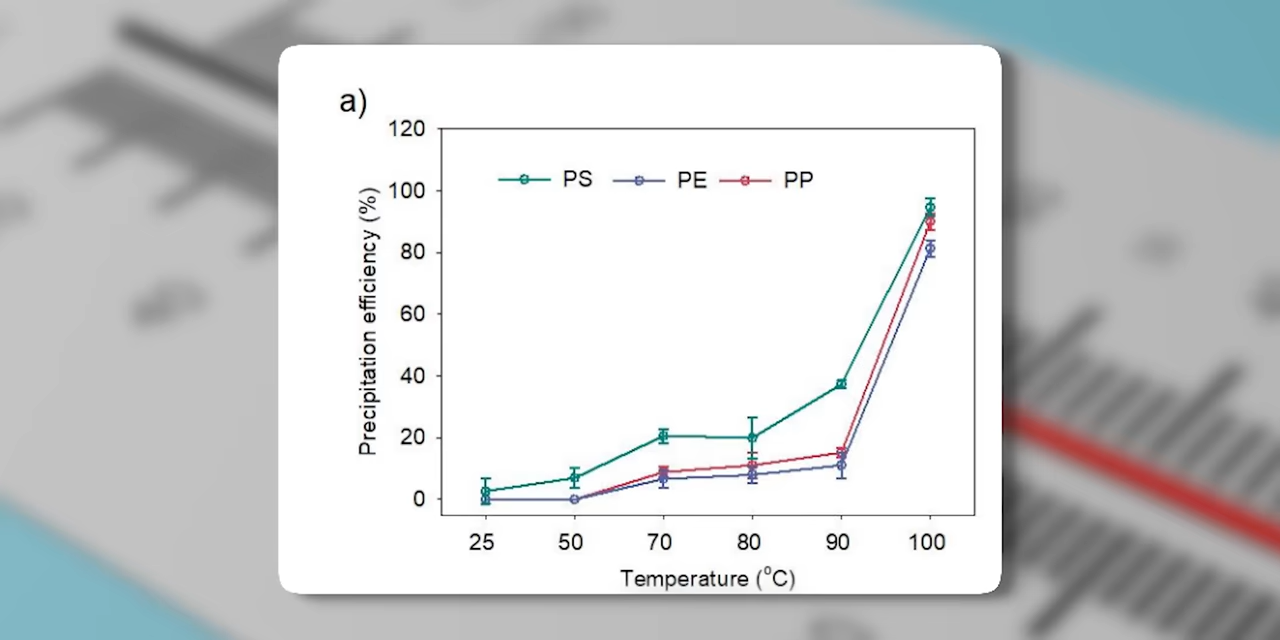 a)
120
PS PE PP
100
80
60
40
20
0
Precipitation efficiency (%)
25 50 70 80 90 100
Temperature (°C)